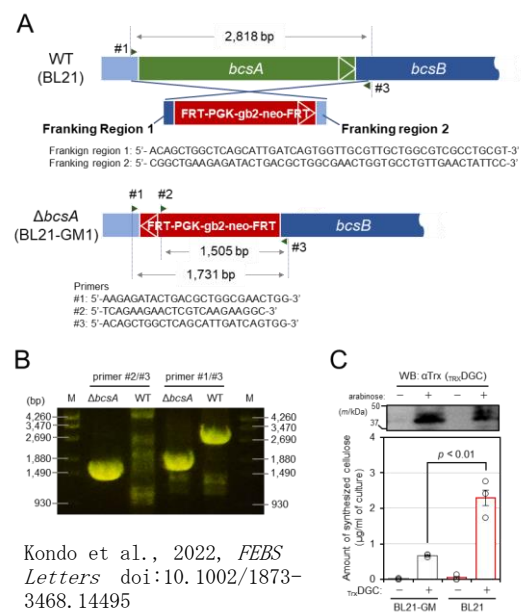 A
#1
2,818 bp
WT
(BL21)
bcsA
bcsB
#3
FRT-PGK-gb2-neo-FRT
Franking Region 1
Franking region 2
Frankign region 1: 5'- ACAGCTGGCTCAGCATTGATCAGTGGTTGCGTTGCTGGCGTCGCCTGCGT
Franking region 2: 5'- CGGCTGAAGAGATACTGACGCTGGCGAACTGGTGCCTGTTGAACTATTCC
#1 #2
ΔbcsA
(BL21-GM1)
FRT-PGK-gb2-neo-FRT
bcsB
1,505 bp
#3
1,731 bp
Primers
#1: 5'-AAGAGATACTGACGCTGGCGAACTGG-3'
#2: 5'-TCAGAAGAACTCGTCAAGAAGGC-3'
#3: 5'-ACAGCTGGCTCAGCATTGATCAGTGG-3'
B
primer #2/#3 primer #1/#3
(bp) M ΔbcsA WT ΔbcsA WT M
4,260 4,260
3,470 3,470
2,690 2,690
1,880 1,880
1,490 1,490
930 930
C
WB: αTrx (TRXDGC)
arabinose: – + – +
(m/kDa) 50
37
Amount of synthesized cellulose
(μg/ml of culture)
4
p < 0.01
3
2
1
0
TrxDGC: – + – +
BL21-GM BL21
Kondo et al., 2022, FEBS
Letters doi:10.1002/1873-
3468.14495